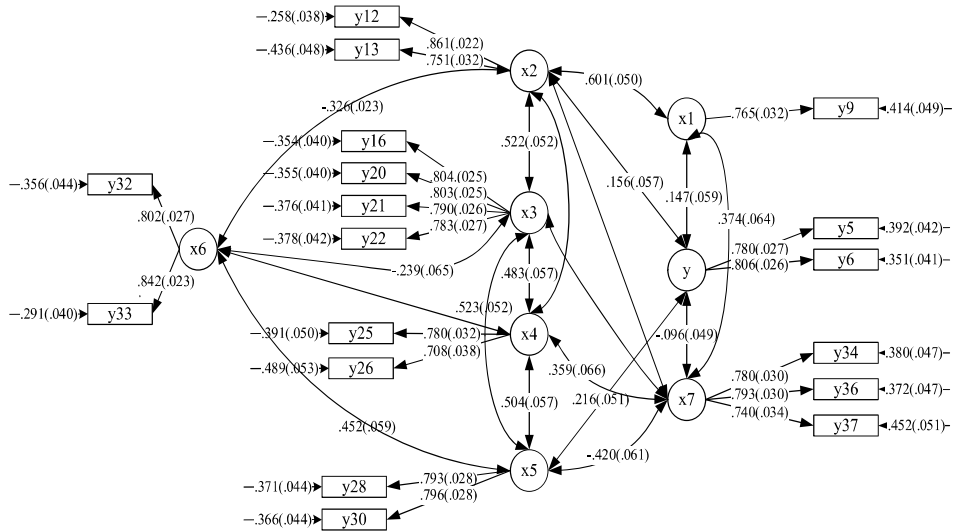 -.258(.038) y12
-.436(.048) y13
.861(.022)
.751(.032)
x2
.601(.050)
-.326(.023)
x1
.765(.032)
y9
.414(.049)
-.354(.040) y16
-.355(.040) y20
-.376(.041) y21
-.378(.042) y22
.804(.025)
.803(.025)
.790(.026)
.783(.027)
.522(.052)
x3
.156(.057)
.147(.059)
.374(.064)
-.356(.044) y32
.802(.027)
x6
.842(.023)
-.291(.040) y33
-.239(.065)
.483(.057)
.523(.052)
y
.780(.027)
.806(.026)
y5
.392(.042)
y6
.351(.041)
-.391(.050) y25
-.489(.053) y26
.780(.032)
.708(.038)
x4
-.096(.049)
.359(.066)
.216(.051)
x7
.780(.030)
.793(.030)
.740(.034)
y34
.380(.047)
y36
.372(.047)
y37
.452(.051)
.504(.057)
.452(.059)
-.420(.061)
x5
-.371(.044) y28
-.366(.044) y30
.793(.028)
.796(.028)